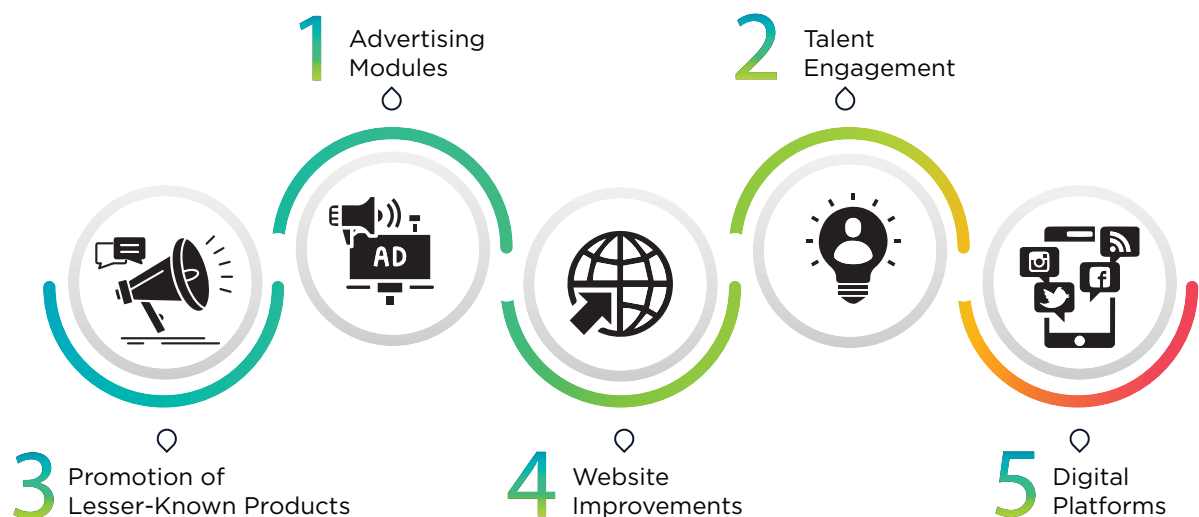 1
Advertising
Modules
2
Talent
Engagement
AD
3
Promotion of
Lesser-Known Products
4
Website
Improvements
5
Digital
Platforms